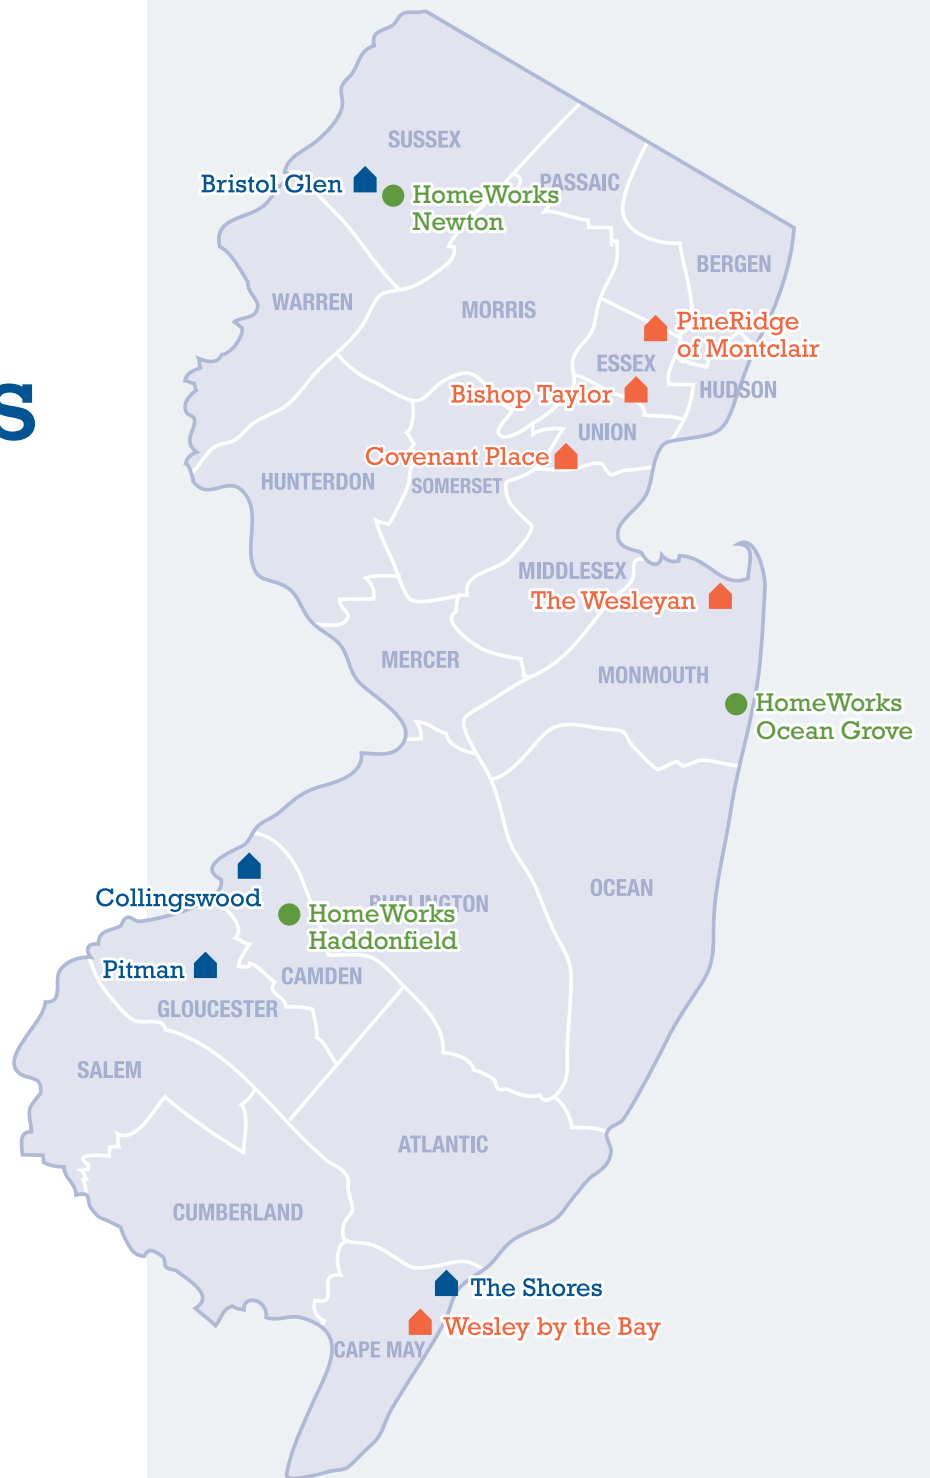 SUSSEX
PASSAIC
Bristol Glen
HomeWorks
Newton
BERGEN
WARREN
MORRIS
PineRidge
of Montclair
ESSEX
s
Bishop Taylor
HUDSON
UNION
Covenant Place
HUNTERDON
SOMERSET
MIDDLESEX
The Wesleyan
MERCER
MONMOUTH
HomeWorks
Ocean Grove
OCEAN
Collingswood
BURLINGTON
HomeWorks
Haddonfield
Pitman
CAMDEN
GLOUCESTER
SALEM
ATLANTIC
CUMBERLAND
The Shores
Wesley by the Bay
CAPE MAY